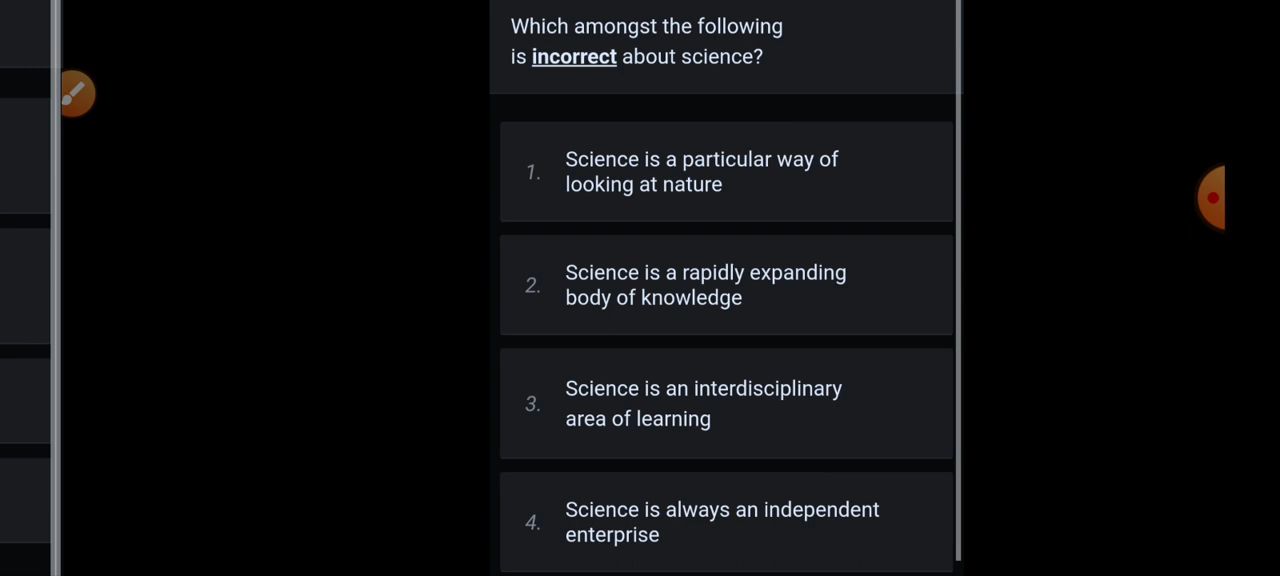 Which amongst the following
is incorrect about science?
1. Science is a particular way of
looking at nature
2. Science is a rapidly expanding
body of knowledge
3. Science is an interdisciplinary
area of learning
4. Science is always an independent
enterprise